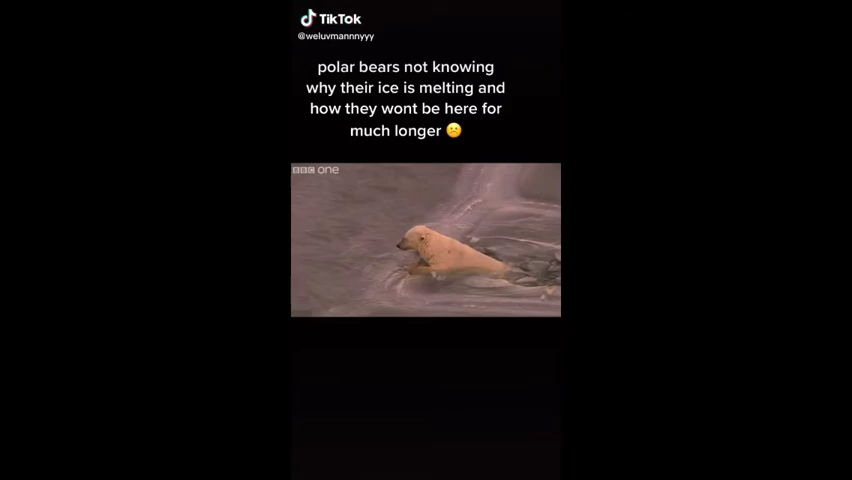 TikTok
@weluvmannnyyy
polar bears not knowing
why their ice is melting and
how they wont be here for
much longer ☹️
BBC one